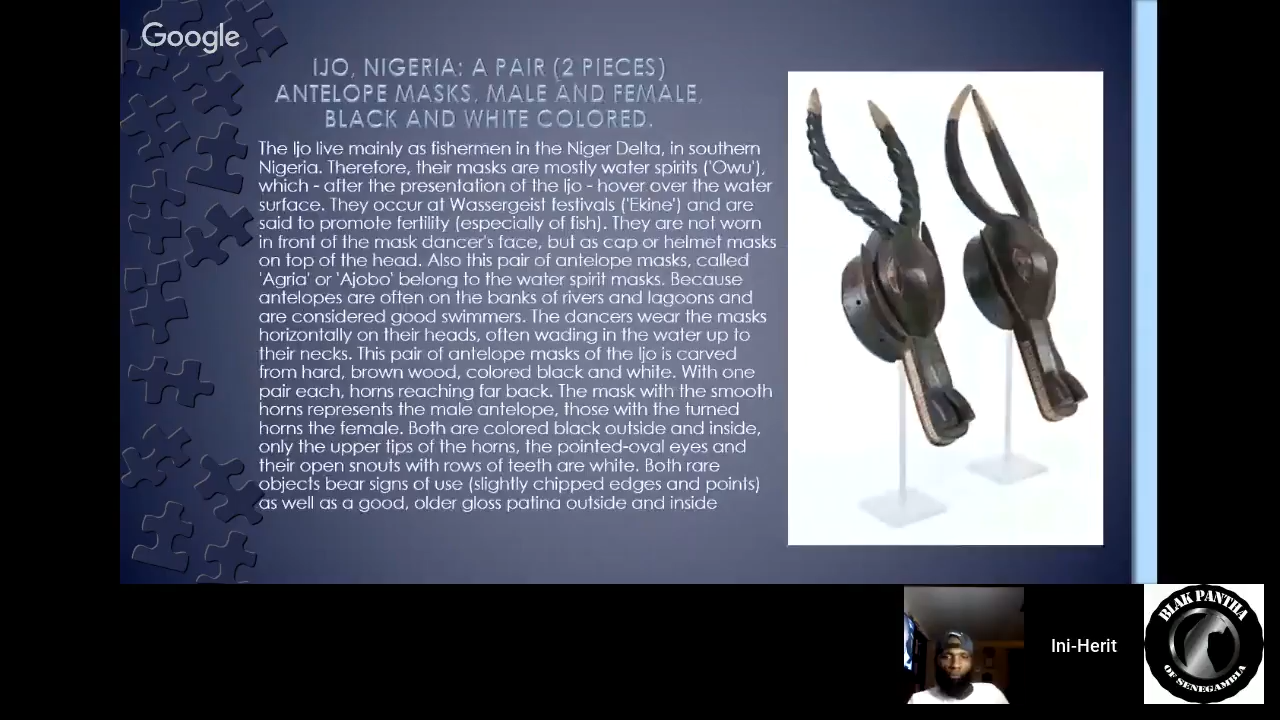 Google
IJO, NIGERIA: A PAIR (2 PIECES)
ANTELOPE MASKS, MALE AND FEMALE,
BLACK AND WHITE COLORED.
The Ijo live mainly as fishermen in the Niger Delta, in southern
Nigeria. Therefore, their masks are mostly water spirits ('Owu'),
which - after the presentation of the Ijo - hover over the water
surface. They occur at Wassergeist festivals ('Ekine') and are
said to promote fertility (especially of fish). They are not worn
in front of the mask dancer's face, but as cap or helmet masks
on top of the head. Also this pair of antelope masks, called
'Agria' or 'Ajobo' belong to the water spirit masks. Because
antelopes are often on the banks of rivers and lagoons and
are considered good swimmers. The dancers wear the masks
horizontally on their heads, often wading in the water up to
their necks. This pair of antelope masks of the Ijo is carved
from hard, brown wood, colored black and white. With one
pair each, horns reaching far back. The mask with the smooth
horns represents the male antelope, those with the turned
horns the female. Both are colored black outside and inside,
only the upper tips of the horns, the pointed-oval eyes and
their open snouts with rows of teeth are white. Both rare
objects bear signs of use (slightly chipped edges and points)
as well as a good, older gloss patina outside and inside
Ini-Herit
BLAK PANTHA
OF SENEGAMBIA